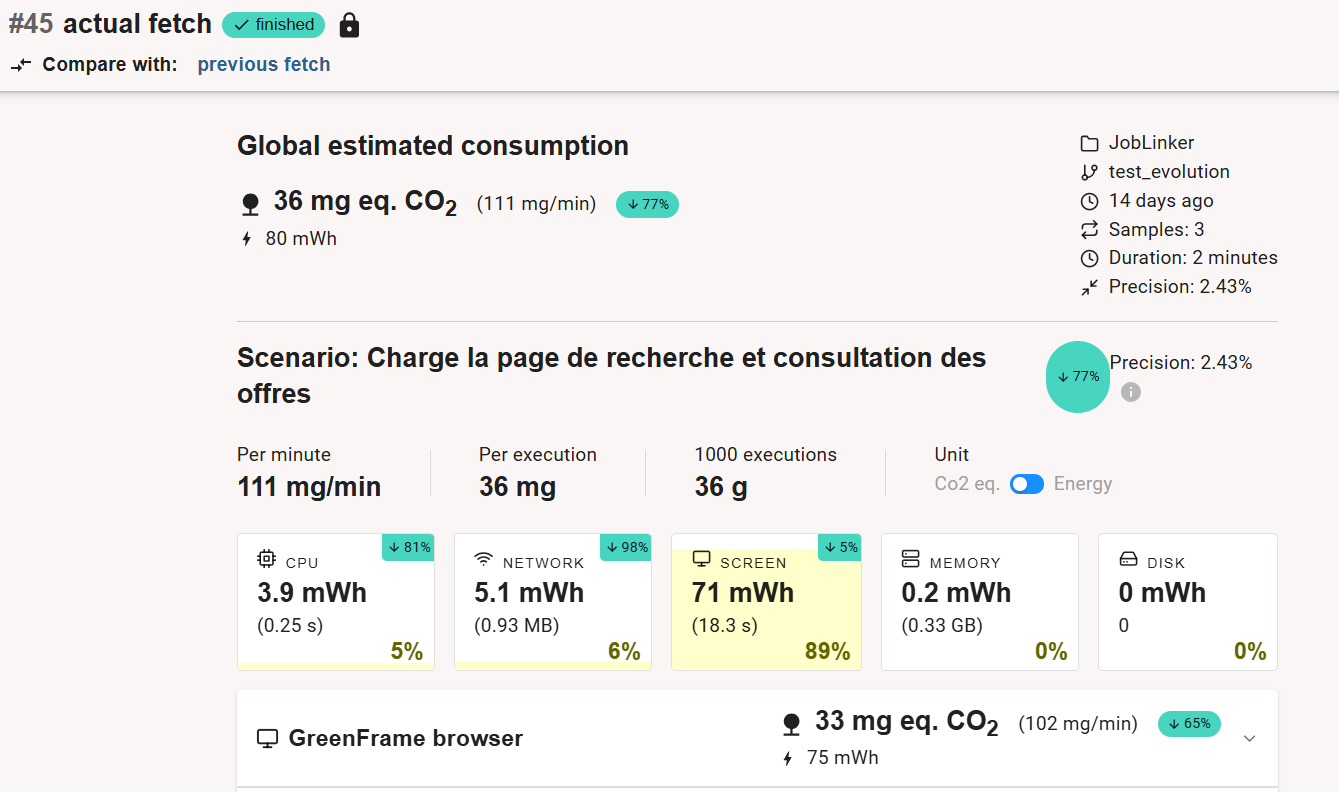 #45 actual fetch finished
Compare with: previous fetch
Global estimated consumption
36 mg eq. CO2 (111 mg/min) ↓ 77%
80 mWh
JobLinker
test_evolution
14 days ago
Samples: 3
Duration: 2 minutes
Precision: 2.43%
Scenario: Charge la page de recherche et consultation des
offres
↓ 77%
Precision: 2.43%
Per minute
111 mg/min
Per execution
36 mg
1000 executions
36 g
Unit
Co2 eq. Energy
CPU ↓ 81%
3.9 mWh
(0.25 s)
5%
NETWORK ↓ 98%
5.1 mWh
(0.93 MB)
6%
SCREEN ↓ 5%
71 mWh
(18.3 s)
89%
MEMORY
0.2 mWh
(0.33 GB)
0%
DISK
0 mWh
0
0%
GreenFrame browser
33 mg eq. CO2 (102 mg/min) ↓ 65%
75 mWh